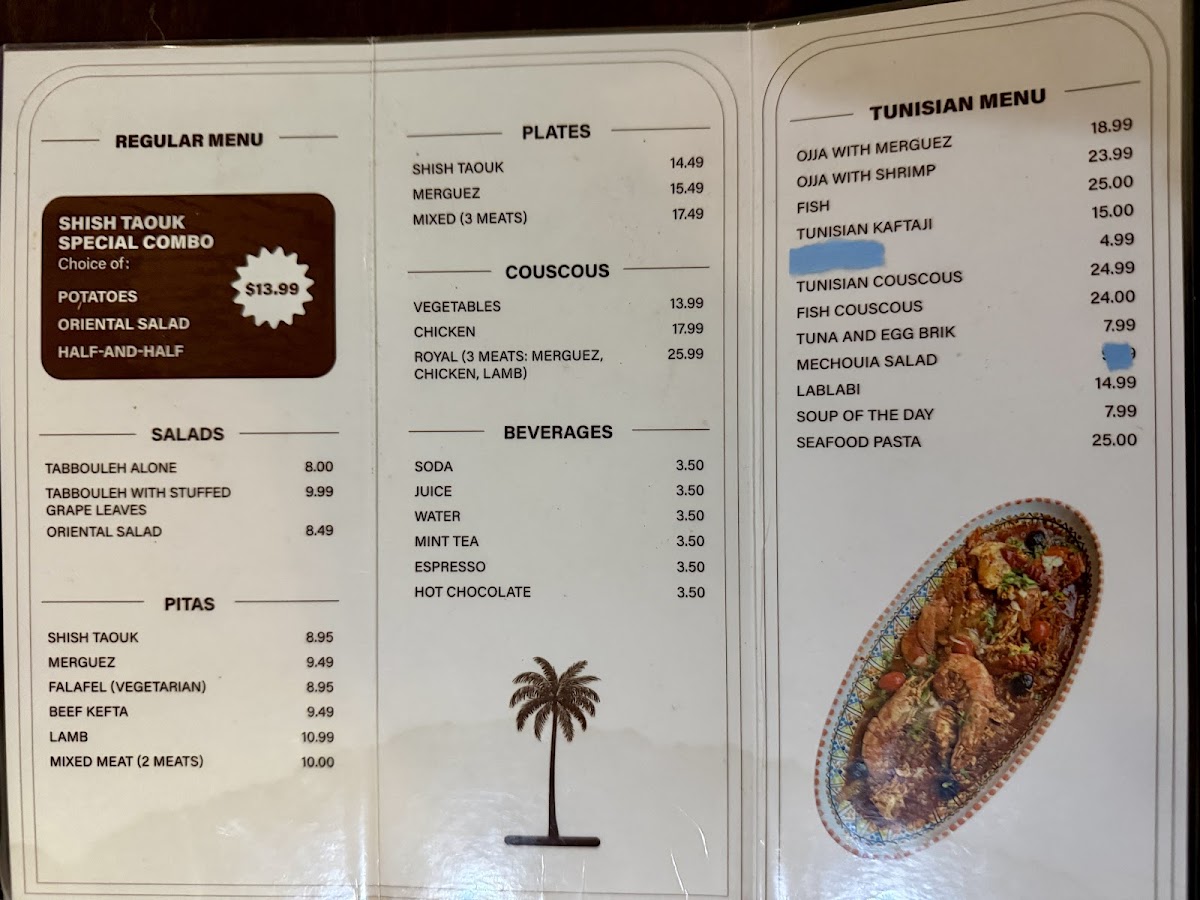 REGULAR MENU
SHISH TAOUK
SPECIAL COMBO
Choice of:
POTATOES
ORIENTAL SALAD
HALF-AND-HALF
$13.99
SALADS
TABBOULEH ALONE 8.00
TABBOULEH WITH STUFFED 9.99
GRAPE LEAVES
ORIENTAL SALAD 8.49
PITAS
SHISH TAOUK 8.95
MERGUEZ 9.49
FALAFEL (VEGETARIAN) 8.95
BEEF KEFTA 9.49
LAMB 10.99
MIXED MEAT (2 MEATS) 10.00
PLATES
SHISH TAOUK 14.49
MERGUEZ 15.49
MIXED (3 MEATS) 17.49
COUSCOUS
VEGETABLES 13.99
CHICKEN 17.99
ROYAL (3 MEATS: MERGUEZ, 25.99
CHICKEN, LAMB)
BEVERAGES
SODA 3.50
JUICE 3.50
WATER 3.50
MINT TEA 3.50
ESPRESSO 3.50
HOT CHOCOLATE 3.50
TUNISIAN MENU
OJJA WITH MERGUEZ 18.99
OJJA WITH SHRIMP 23.99
FISH 25.00
TUNISIAN KAFTAJI 15.00
4.99
TUNISIAN COUSCOUS 24.99
FISH COUSCOUS 24.00
TUNA AND EGG BRIK 7.99
MECHOUIA SALAD
LABLABI 14.99
SOUP OF THE DAY 7.99
SEAFOOD PASTA 25.00